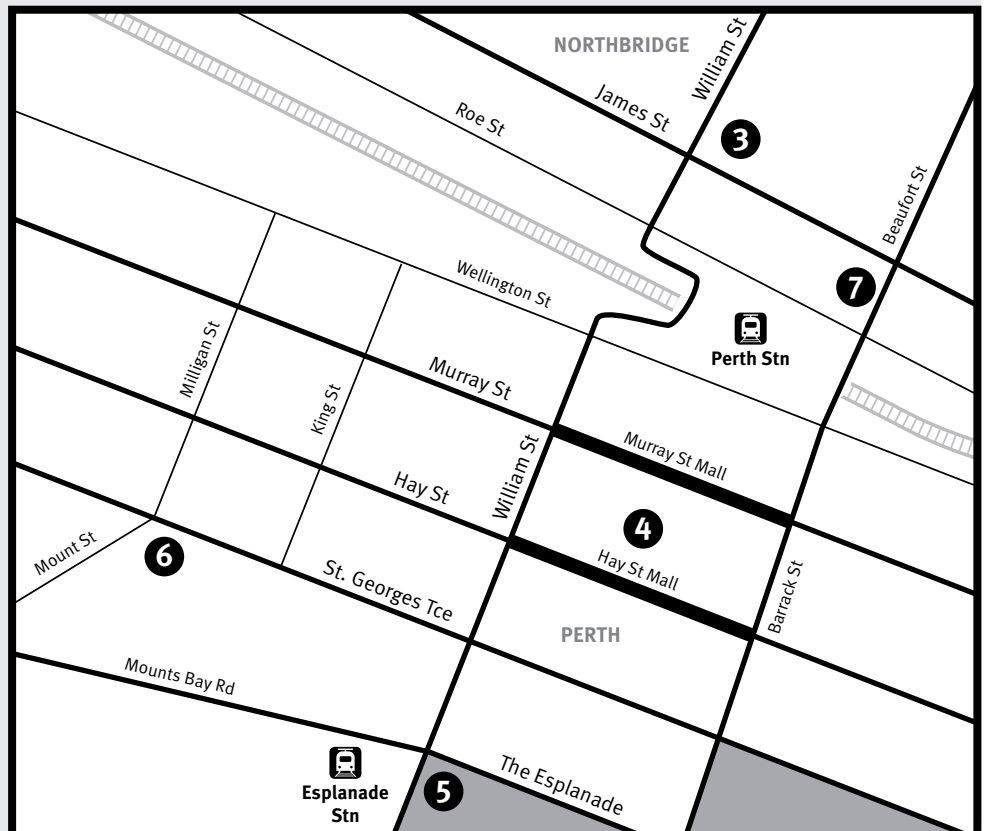 NORTHBRIDGE
William St
James St
Roe St
3
Beaufort St
Wellington St
7
Perth Stn
Milligan St
King St
Murray St
William St
Murray St Mall
Hay St
4
Mount St
6
Hay St Mall
Barrack St
St. Georges Tce
PERTH
Mounts Bay Rd
Esplanade
Stn
5
The Esplanade